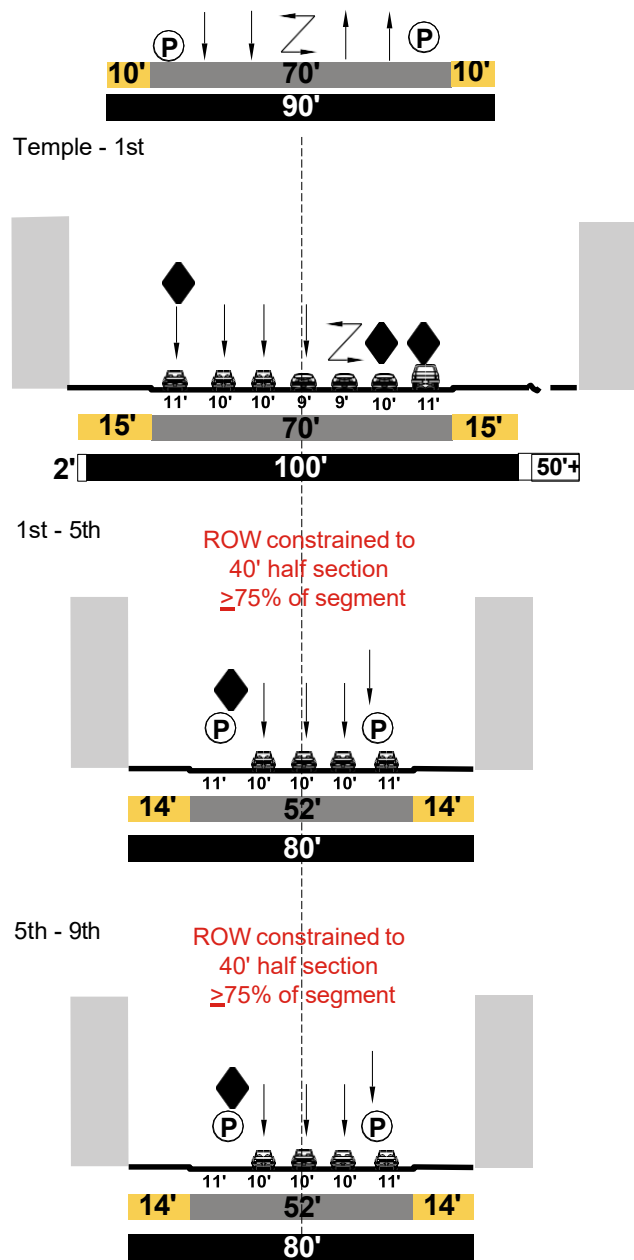 P P
10' 70' 10'
90'
Temple - 1st
11' 10' 10' 9' 9' 10' 11'
15' 70' 15'
2' 100' 50'+
1st - 5th
ROW constrained to
40' half section
≥75% of segment
P P
11' 10' 10' 10' 11'
14' 52' 14'
80'
5th - 9th
ROW constrained to
40' half section
≥75% of segment
P P
11' 10' 10' 10' 11'
14' 52' 14'
80'